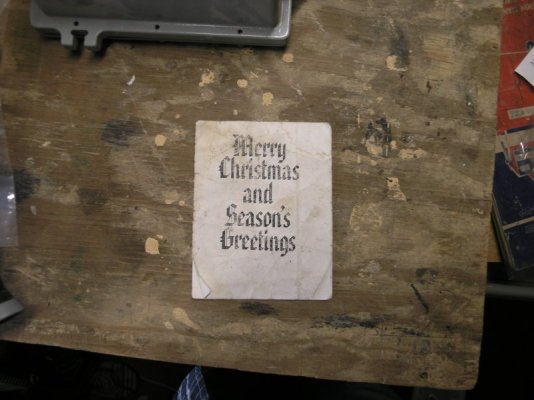 Merry
Christmas
and
Season's
Greetings